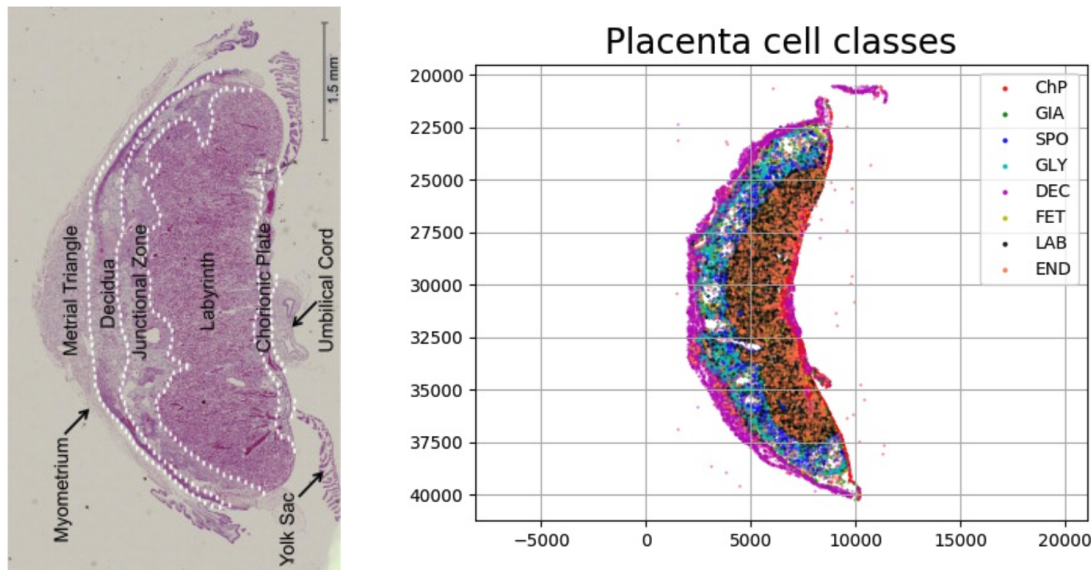 Metrial Triangle
Decidua
Junctional Zone
Labyrinth
Chorionic Plate
Umbilical Cord
Myometrium
Yolk Sac
1.5 mm
Placenta cell classes
20000
22500
25000
27500
30000
32500
35000
37500
40000
−5000 0 5000 10000 15000 20000
ChP
GIA
SPO
GLY
DEC
FET
LAB
END